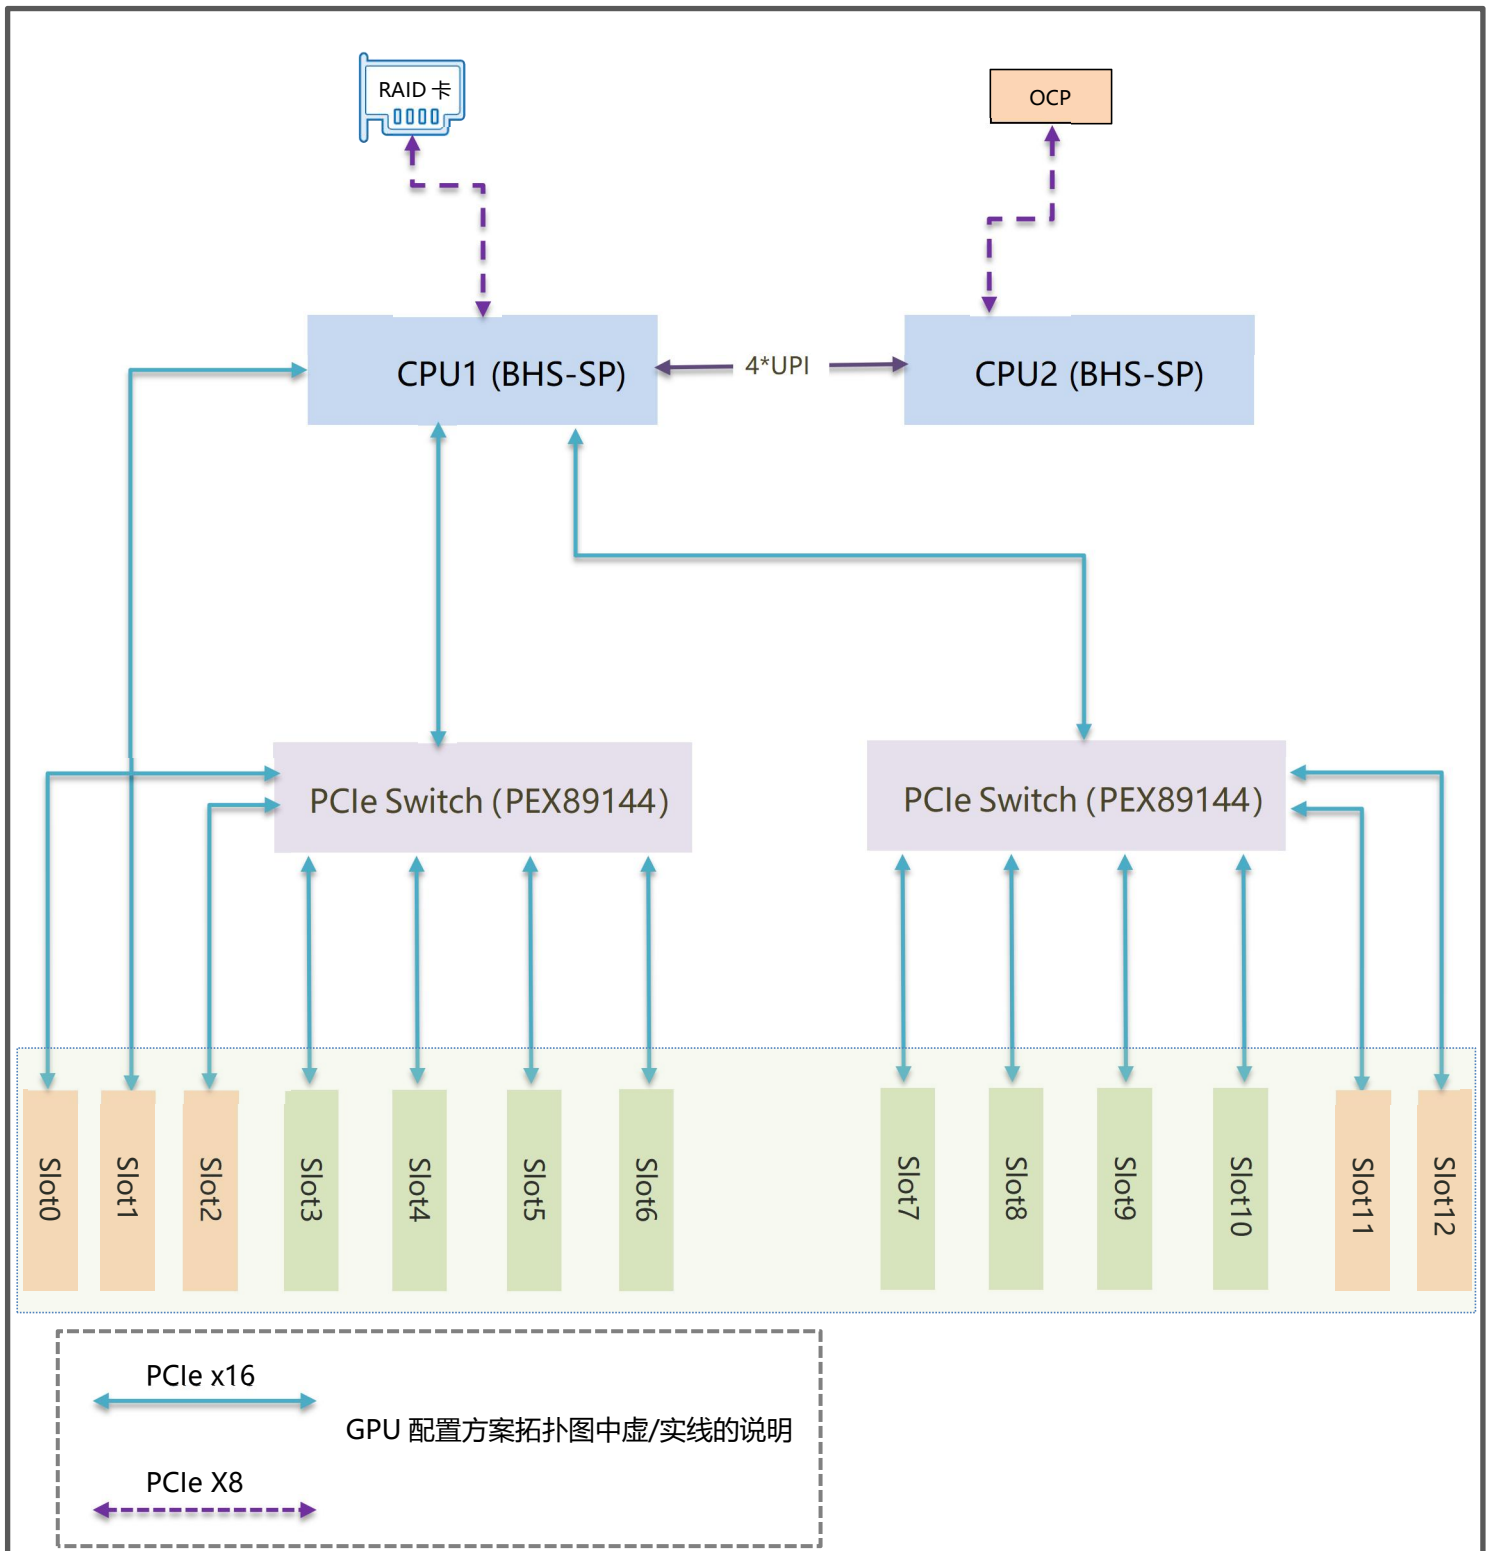 RAID 卡
OCP
CPU1 (BHS-SP)
4*UPI
CPU2 (BHS-SP)
PCIe Switch (PEX89144)
PCIe Switch (PEX89144)
Slot0
Slot1
Slot2
Slot3
Slot4
Slot5
Slot6
Slot7
Slot8
Slot9
Slot10
Slot11
Slot12
PCIe x16
GPU 配置方案拓扑图中虚/实线的说明
PCIe X8